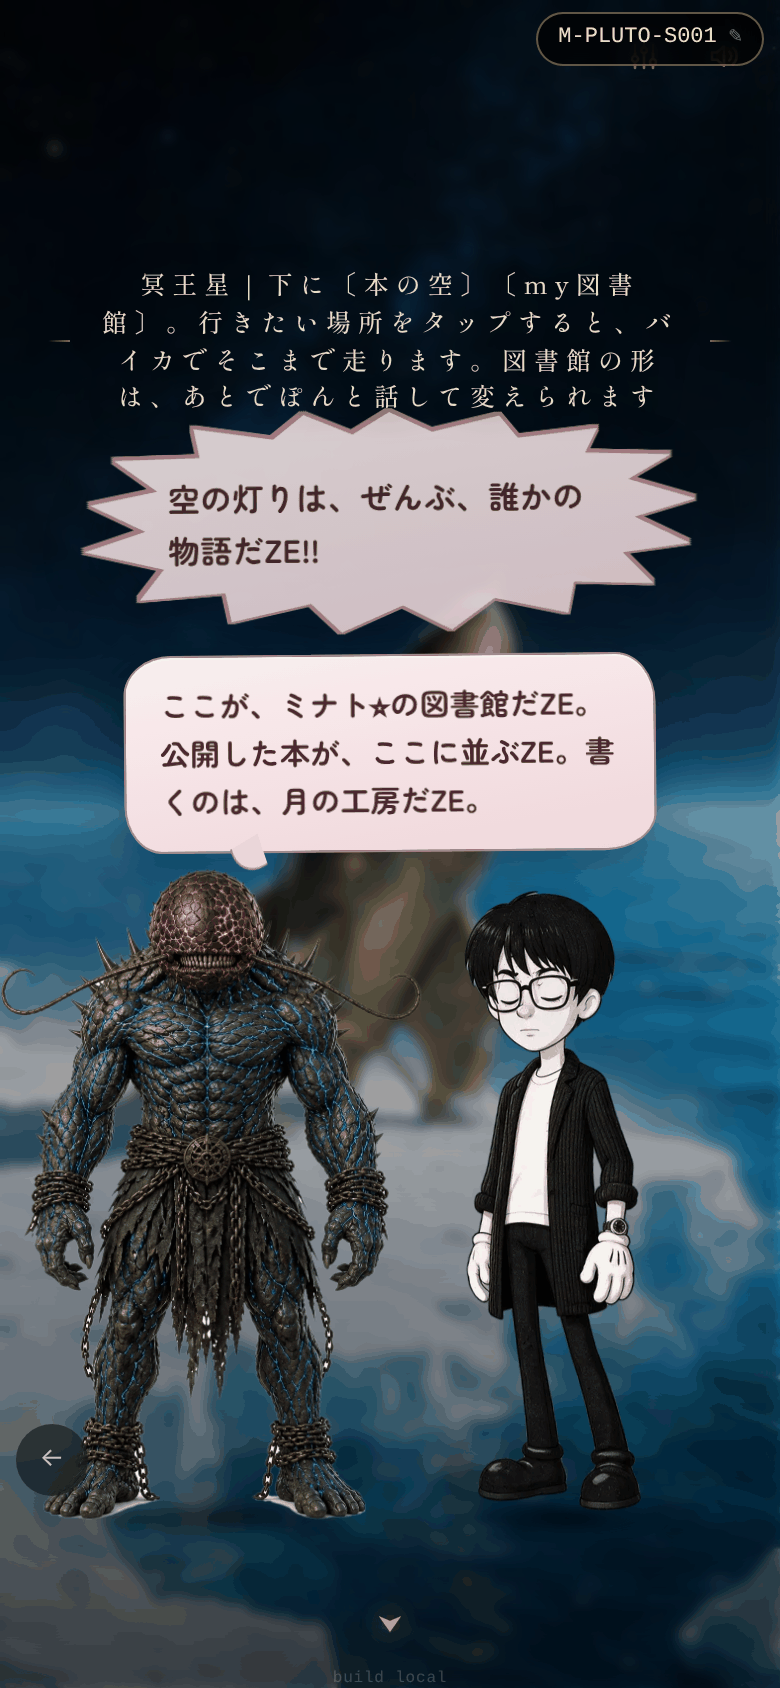 M-PLUTO-S001 ✎
冥王星｜下に〔本の空〕〔my図書
館〕。行きたい場所をタップすると、バ
イカでそこまで走ります。図書館の形
は、あとでぽんと話して変えられます
空の灯りは、ぜんぶ、誰かの
物語だZE!!
ここが、ミナト★の図書館だZE。
公開した本が、ここに並ぶZE。書
くのは、月の工房だZE。
build local